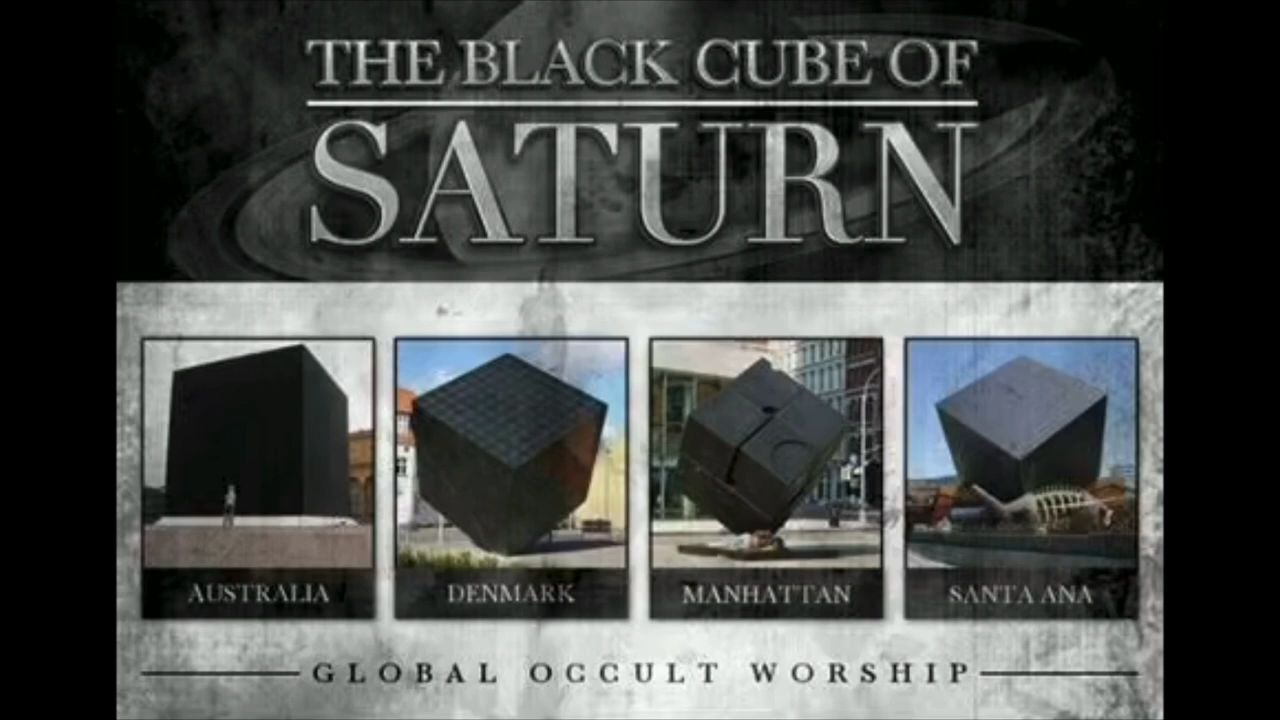 THE BLACK CUBE OF
SATURN
AUSTRALIA
DENMARK
MANHATTAN
SANTA ANA
GLOBAL OCCULT WORSHIP